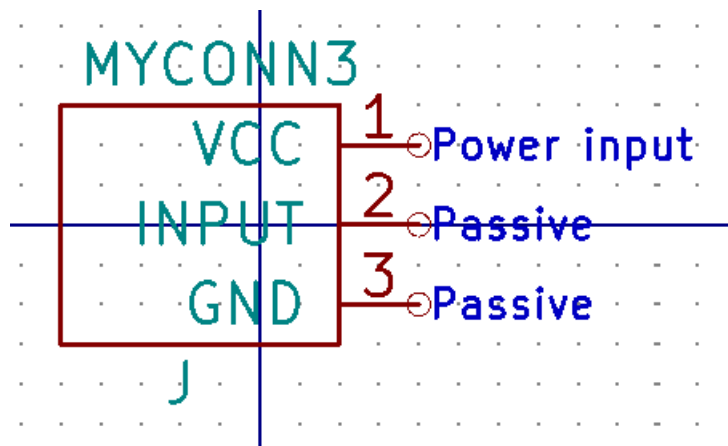 MYCONN3
VCC 1 Power input
INPUT 2 Passive
GND 3 Passive
J